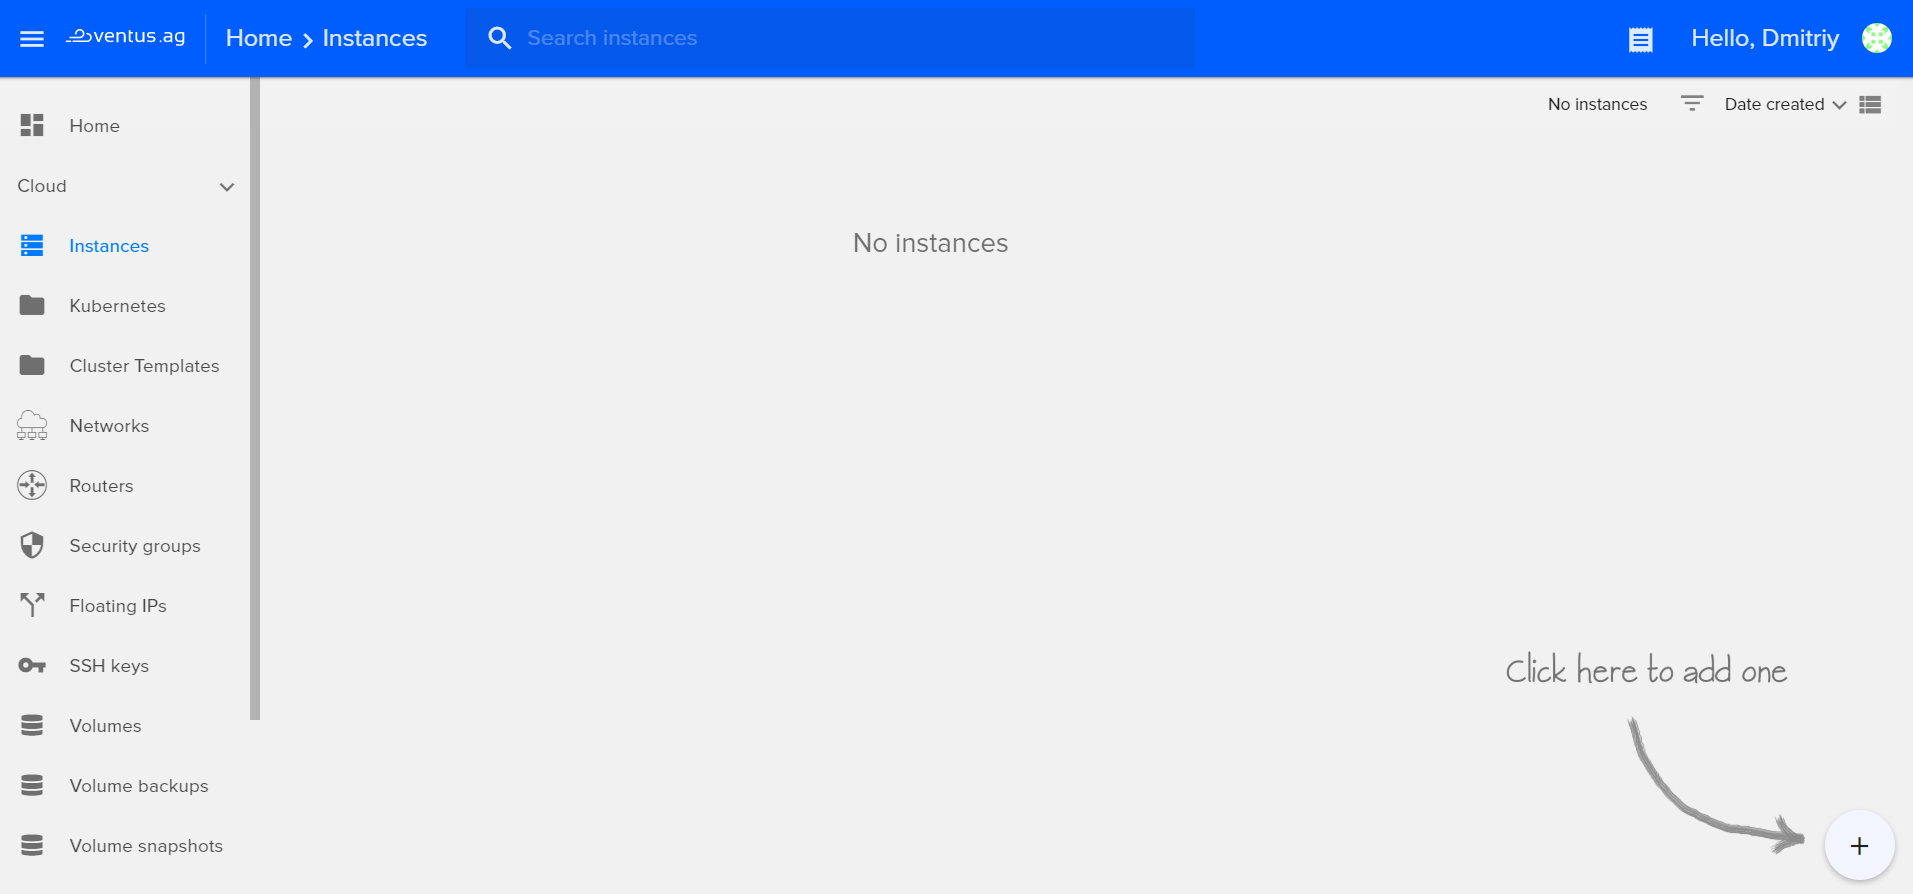 ventus.ag
Home > Instances
Search instances
Hello, Dmitriy
No instances
Date created
Home
Cloud
Instances
Kubernetes
Cluster Templates
Networks
Routers
Security groups
Floating IPs
SSH keys
Volumes
Volume backups
Volume snapshots
No instances
Click here to add one
+